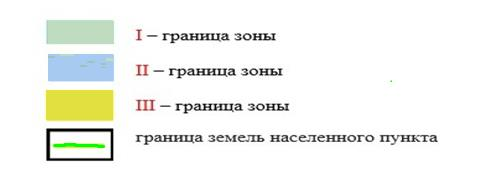 I – граница зоны
II – граница зоны
III – граница зоны
граница земель населенного пункта